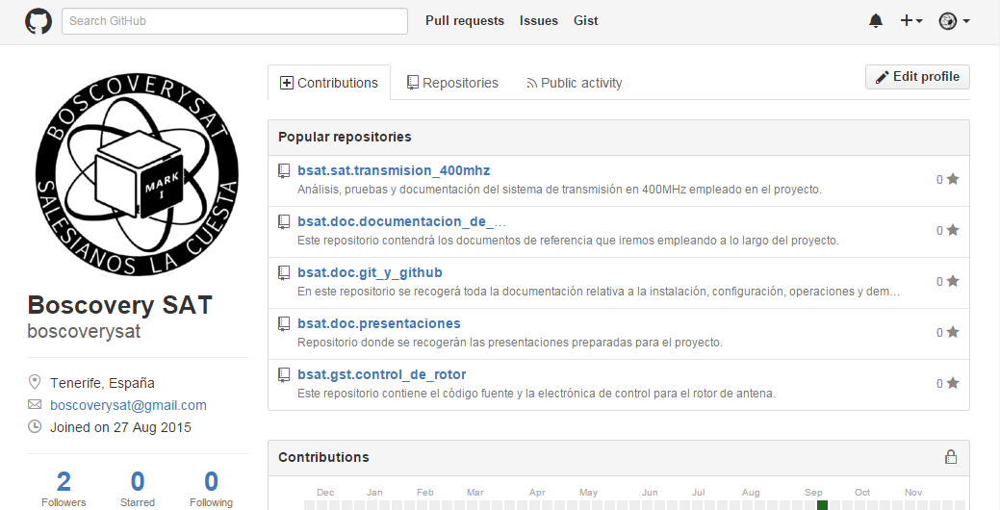 Search GitHub
Pull requests Issues Gist
BOSCOVERYSAT
MARK
I
SALESIANOS LA CUESTA
Boscovery SAT
boscoverysat
Tenerife, España
boscoverysat@gmail.com
Joined on 27 Aug 2015
2 0 0
Followers Starred Following
Contributions Repositories Public activity
Edit profile
Popular repositories
bsat.sat.transmision_400mhz
Análisis, pruebas y documentación del sistema de transmisión en 400MHz empleado en el proyecto.
0
bsat.doc.documentacion_de_…
Este repositorio contendrá los documentos de referencia que iremos empleando a lo largo del proyecto.
0
bsat.doc.git_y_github
En este repositorio se recogerá toda la documentación relativa a la instalación, configuración, operaciones y dem…
0
bsat.doc.presentaciones
Repositorio donde se recogerán las presentaciones preparadas para el proyecto.
0
bsat.gst.control_de_rotor
Este repositorio contiene el código fuente y la electrónica de control para el rotor de antena.
0
Contributions
Dec Jan Feb Mar Apr May Jun Jul Aug Sep Oct Nov